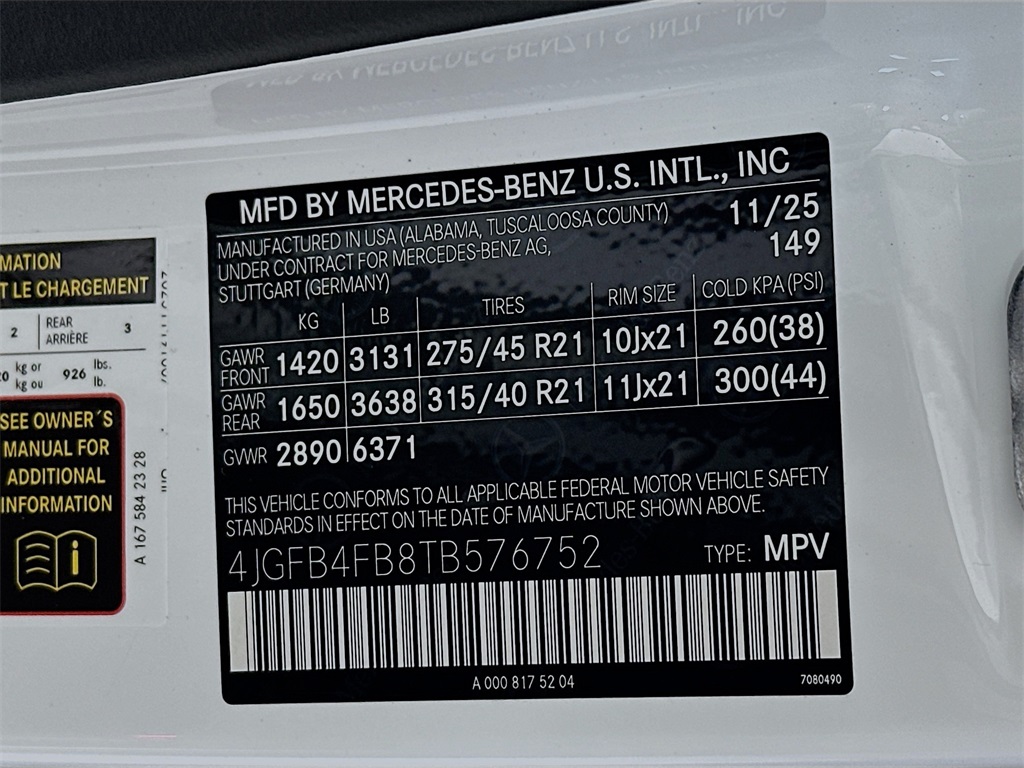 MFD BY MERCEDES-BENZ U.S. INTL., INC
MANUFACTURED IN USA (ALABAMA, TUSCALOOSA COUNTY) 11/25
UNDER CONTRACT FOR MERCEDES-BENZ AG, 149
STUTTGART (GERMANY)
KG LB TIRES RIM SIZE COLD KPA (PSI)
GAWR FRONT 1420 3131 275/45 R21 10Jx21 260(38)
GAWR REAR 1650 3638 315/40 R21 11Jx21 300(44)
GVWR 2890 6371
THIS VEHICLE CONFORMS TO ALL APPLICABLE FEDERAL MOTOR VEHICLE SAFETY
STANDARDS IN EFFECT ON THE DATE OF MANUFACTURE SHOWN ABOVE.
4JGFB4FB8TB576752 TYPE: MPV
A 000 817 52 04 7080490
MATION
T LE CHARGEMENT
2 REAR 3
ARRIÈRE
kg or 926 lbs.
kg ou lb.
SEE OWNER´S
MANUAL FOR
ADDITIONAL
INFORMATION
A 167 584 23 28